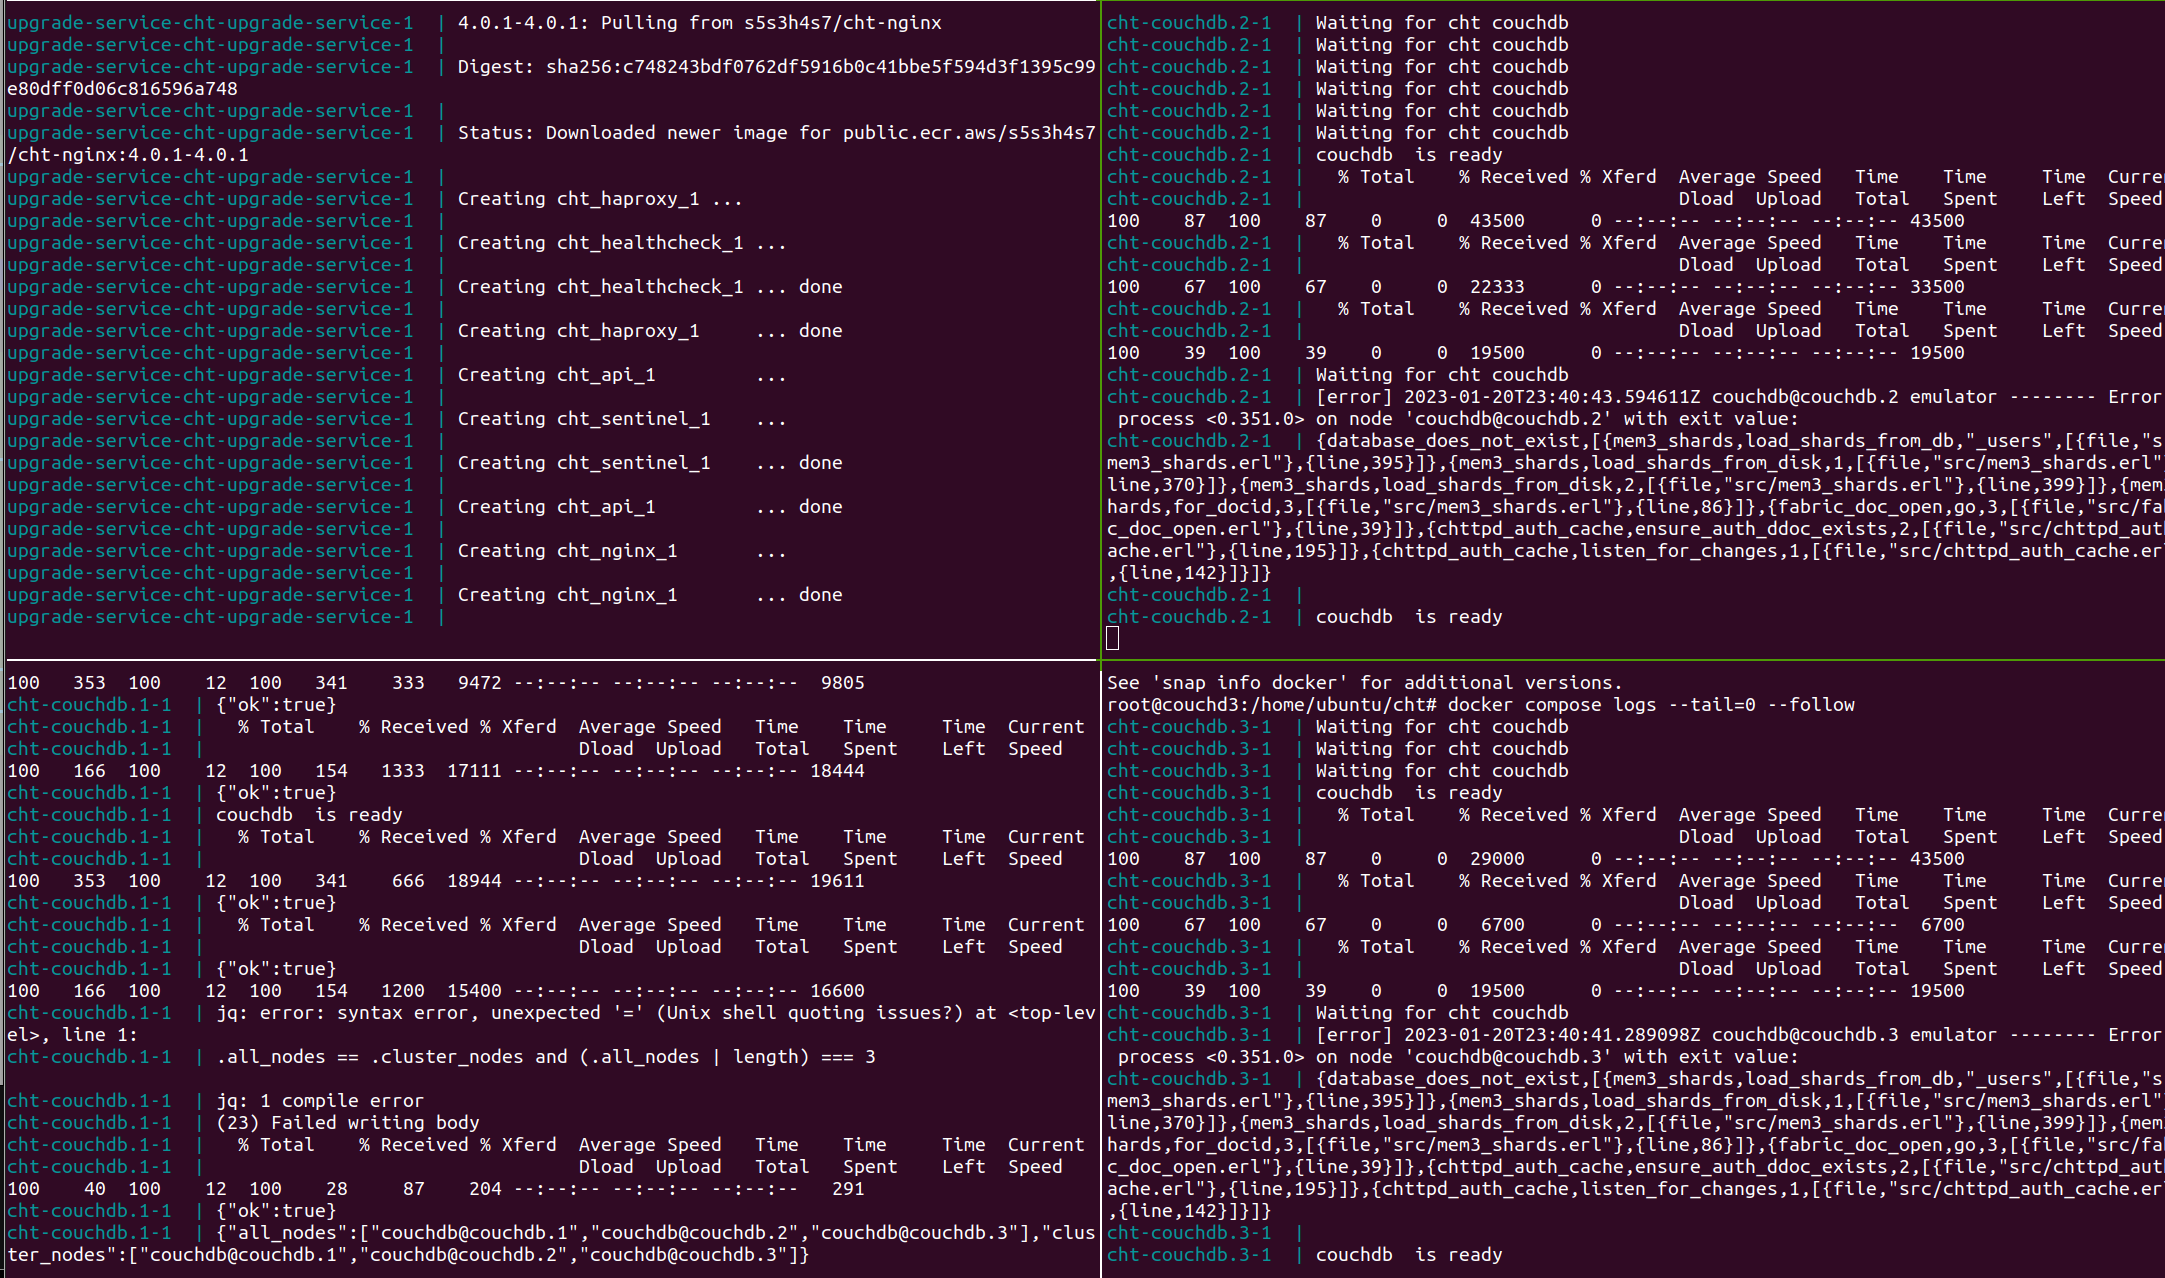 upgrade-service-cht-upgrade-service-1  | 4.0.1-4.0.1: Pulling from s5s3h4s7/cht-nginx
upgrade-service-cht-upgrade-service-1  |
upgrade-service-cht-upgrade-service-1  | Digest: sha256:c748243bdf0762df5916b0c41bbe5f594d3f1395c99
e80dff0d06c816596a748
upgrade-service-cht-upgrade-service-1  |
upgrade-service-cht-upgrade-service-1  | Status: Downloaded newer image for public.ecr.aws/s5s3h4s7
/cht-nginx:4.0.1-4.0.1
upgrade-service-cht-upgrade-service-1  |
upgrade-service-cht-upgrade-service-1  | Creating cht_haproxy_1 ...
upgrade-service-cht-upgrade-service-1  |
upgrade-service-cht-upgrade-service-1  | Creating cht_healthcheck_1 ...
upgrade-service-cht-upgrade-service-1  |
upgrade-service-cht-upgrade-service-1  | Creating cht_healthcheck_1 ... done
upgrade-service-cht-upgrade-service-1  |
upgrade-service-cht-upgrade-service-1  | Creating cht_haproxy_1     ... done
upgrade-service-cht-upgrade-service-1  |
upgrade-service-cht-upgrade-service-1  | Creating cht_api_1         ...
upgrade-service-cht-upgrade-service-1  |
upgrade-service-cht-upgrade-service-1  | Creating cht_sentinel_1    ...
upgrade-service-cht-upgrade-service-1  |
upgrade-service-cht-upgrade-service-1  | Creating cht_sentinel_1    ... done
upgrade-service-cht-upgrade-service-1  |
upgrade-service-cht-upgrade-service-1  | Creating cht_api_1         ... done
upgrade-service-cht-upgrade-service-1  |
upgrade-service-cht-upgrade-service-1  | Creating cht_nginx_1       ...
upgrade-service-cht-upgrade-service-1  |
upgrade-service-cht-upgrade-service-1  | Creating cht_nginx_1       ... done
upgrade-service-cht-upgrade-service-1  |
cht-couchdb.2-1  | Waiting for cht couchdb
cht-couchdb.2-1  | Waiting for cht couchdb
cht-couchdb.2-1  | Waiting for cht couchdb
cht-couchdb.2-1  | Waiting for cht couchdb
cht-couchdb.2-1  | Waiting for cht couchdb
cht-couchdb.2-1  | Waiting for cht couchdb
cht-couchdb.2-1  | couchdb  is ready
cht-couchdb.2-1  |   % Total    % Received % Xferd  Average Speed   Time    Time     Time  Curre
cht-couchdb.2-1  |                                  Dload  Upload   Total   Spent    Left  Speed
100    87  100    87    0     0  43500      0 --:--:-- --:--:-- --:--:-- 43500
cht-couchdb.2-1  |   % Total    % Received % Xferd  Average Speed   Time    Time     Time  Curre
cht-couchdb.2-1  |                                  Dload  Upload   Total   Spent    Left  Speed
100    67  100    67    0     0  22333      0 --:--:-- --:--:-- --:--:-- 33500
cht-couchdb.2-1  |   % Total    % Received % Xferd  Average Speed   Time    Time     Time  Curre
cht-couchdb.2-1  |                                  Dload  Upload   Total   Spent    Left  Speed
100    39  100    39    0     0  19500      0 --:--:-- --:--:-- --:--:-- 19500
cht-couchdb.2-1  | Waiting for cht couchdb
cht-couchdb.2-1  | [error] 2023-01-20T23:40:43.594611Z couchdb@couchdb.2 emulator -------- Error
 process <0.351.0> on node 'couchdb@couchdb.2' with exit value:
cht-couchdb.2-1  | {database_does_not_exist,[{mem3_shards,load_shards_from_db,"_users",[{file,"s
mem3_shards.erl"},{line,395}]},{mem3_shards,load_shards_from_disk,1,[{file,"src/mem3_shards.erl"}
line,370}]},{mem3_shards,load_shards_from_disk,2,[{file,"src/mem3_shards.erl"},{line,399}]},{mem
hards,for_docid,3,[{file,"src/mem3_shards.erl"},{line,86}]},{fabric_doc_open,go,3,[{file,"src/fab
c_doc_open.erl"},{line,39}]},{chttpd_auth_cache,ensure_auth_ddoc_exists,2,[{file,"src/chttpd_aut
ache.erl"},{line,195}]},{chttpd_auth_cache,listen_for_changes,1,[{file,"src/chttpd_auth_cache.er
,{line,142}]}]}
cht-couchdb.2-1  |
cht-couchdb.2-1  | couchdb  is ready
100   353  100    12  100   341    333   9472 --:--:-- --:--:-- --:--:--  9805
cht-couchdb.1-1  | {"ok":true}
cht-couchdb.1-1  |   % Total    % Received % Xferd  Average Speed   Time    Time     Time  Current
cht-couchdb.1-1  |                                  Dload  Upload   Total   Spent    Left  Speed
100   166  100    12  100   154   1333  17111 --:--:-- --:--:-- --:--:-- 18444
cht-couchdb.1-1  | {"ok":true}
cht-couchdb.1-1  | couchdb  is ready
cht-couchdb.1-1  |   % Total    % Received % Xferd  Average Speed   Time    Time     Time  Current
cht-couchdb.1-1  |                                  Dload  Upload   Total   Spent    Left  Speed
100   353  100    12  100   341    666  18944 --:--:-- --:--:-- --:--:-- 19611
cht-couchdb.1-1  | {"ok":true}
cht-couchdb.1-1  |   % Total    % Received % Xferd  Average Speed   Time    Time     Time  Current
cht-couchdb.1-1  |                                  Dload  Upload   Total   Spent    Left  Speed
cht-couchdb.1-1  | {"ok":true}
100   166  100    12  100   154   1200  15400 --:--:-- --:--:-- --:--:-- 16600
cht-couchdb.1-1  | jq: error: syntax error, unexpected '=' (Unix shell quoting issues?) at <top-lev
el>, line 1:
cht-couchdb.1-1  | .all_nodes == .cluster_nodes and (.all_nodes | length) === 3
cht-couchdb.1-1  | jq: 1 compile error
cht-couchdb.1-1  | (23) Failed writing body
cht-couchdb.1-1  |   % Total    % Received % Xferd  Average Speed   Time    Time     Time  Current
cht-couchdb.1-1  |                                  Dload  Upload   Total   Spent    Left  Speed
100    40  100    12  100    28     87    204 --:--:-- --:--:-- --:--:--   291
cht-couchdb.1-1  | {"ok":true}
cht-couchdb.1-1  | {"all_nodes":["couchdb@couchdb.1","couchdb@couchdb.2","couchdb@couchdb.3"],"clus
ter_nodes":["couchdb@couchdb.1","couchdb@couchdb.2","couchdb@couchdb.3"]}
See 'snap info docker' for additional versions.
root@couchd3:/home/ubuntu/cht# docker compose logs --tail=0 --follow
cht-couchdb.3-1  | Waiting for cht couchdb
cht-couchdb.3-1  | Waiting for cht couchdb
cht-couchdb.3-1  | Waiting for cht couchdb
cht-couchdb.3-1  | couchdb  is ready
cht-couchdb.3-1  |   % Total    % Received % Xferd  Average Speed   Time    Time     Time  Curre
cht-couchdb.3-1  |                                  Dload  Upload   Total   Spent    Left  Speed
100    87  100    87    0     0  29000      0 --:--:-- --:--:-- --:--:-- 43500
cht-couchdb.3-1  |   % Total    % Received % Xferd  Average Speed   Time    Time     Time  Curre
cht-couchdb.3-1  |                                  Dload  Upload   Total   Spent    Left  Speed
100    67  100    67    0     0   6700      0 --:--:-- --:--:-- --:--:--  6700
cht-couchdb.3-1  |   % Total    % Received % Xferd  Average Speed   Time    Time     Time  Curre
cht-couchdb.3-1  |                                  Dload  Upload   Total   Spent    Left  Speed
100    39  100    39    0     0  19500      0 --:--:-- --:--:-- --:--:-- 19500
cht-couchdb.3-1  | Waiting for cht couchdb
cht-couchdb.3-1  | [error] 2023-01-20T23:40:41.289098Z couchdb@couchdb.3 emulator -------- Error
 process <0.351.0> on node 'couchdb@couchdb.3' with exit value:
cht-couchdb.3-1  | {database_does_not_exist,[{mem3_shards,load_shards_from_db,"_users",[{file,"s
mem3_shards.erl"},{line,395}]},{mem3_shards,load_shards_from_disk,1,[{file,"src/mem3_shards.erl"}
line,370}]},{mem3_shards,load_shards_from_disk,2,[{file,"src/mem3_shards.erl"},{line,399}]},{mem
hards,for_docid,3,[{file,"src/mem3_shards.erl"},{line,86}]},{fabric_doc_open,go,3,[{file,"src/fab
c_doc_open.erl"},{line,39}]},{chttpd_auth_cache,ensure_auth_ddoc_exists,2,[{file,"src/chttpd_aut
ache.erl"},{line,195}]},{chttpd_auth_cache,listen_for_changes,1,[{file,"src/chttpd_auth_cache.er
,{line,142}]}]}
cht-couchdb.3-1  |
cht-couchdb.3-1  | couchdb  is ready